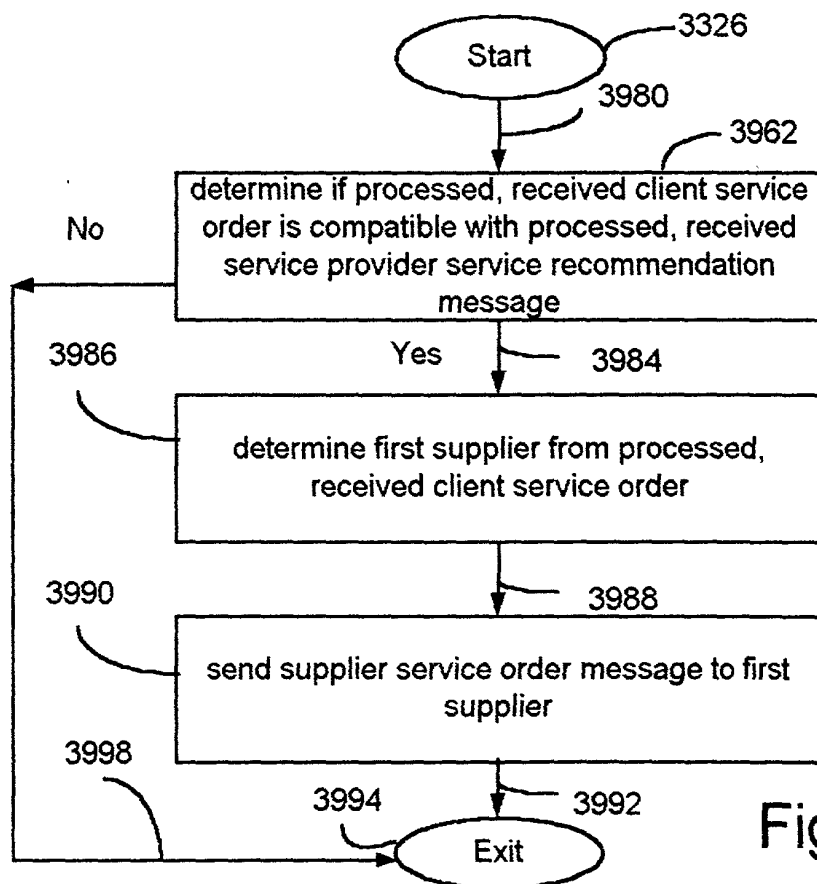 3326
Start
3980
3962
determine if processed, received client service
order is compatible with processed, received
service provider service recommendation
message
No
3986
Yes
3984
determine first supplier from processed,
received client service order
3990
3988
send supplier service order message to first
supplier
3998
3994
3992
Exit